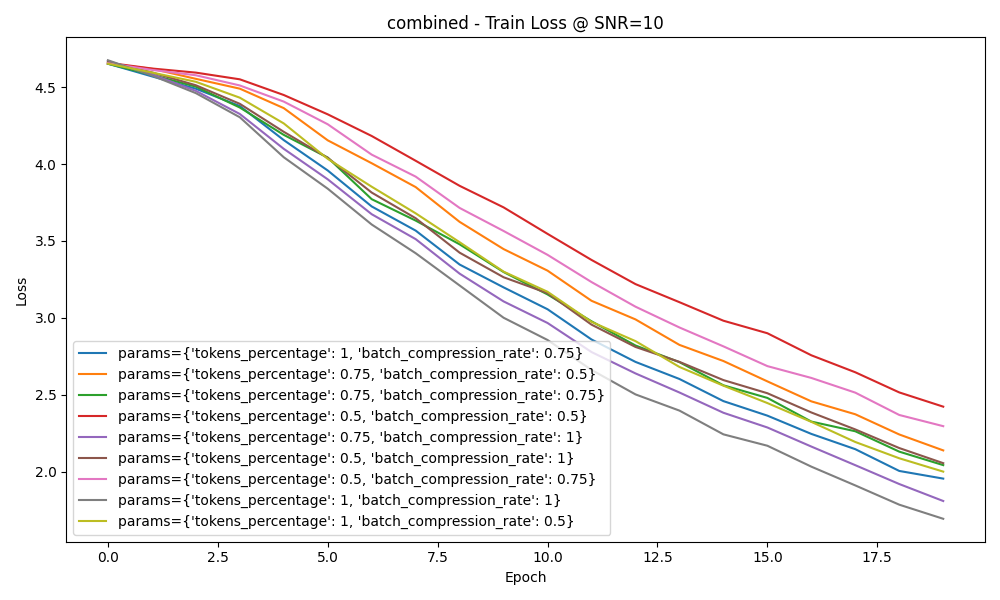 combined - Train Loss @ SNR=10
Loss
4.5
4.0
3.5
3.0
2.5
2.0
params={'tokens_percentage': 1, 'batch_compression_rate': 0.75}
params={'tokens_percentage': 0.75, 'batch_compression_rate': 0.5}
params={'tokens_percentage': 0.75, 'batch_compression_rate': 0.75}
params={'tokens_percentage': 0.5, 'batch_compression_rate': 0.5}
params={'tokens_percentage': 0.75, 'batch_compression_rate': 1}
params={'tokens_percentage': 0.5, 'batch_compression_rate': 1}
params={'tokens_percentage': 0.5, 'batch_compression_rate': 0.75}
params={'tokens_percentage': 1, 'batch_compression_rate': 1}
params={'tokens_percentage': 1, 'batch_compression_rate': 0.5}
0.0 2.5 5.0 7.5 10.0 12.5 15.0 17.5
Epoch